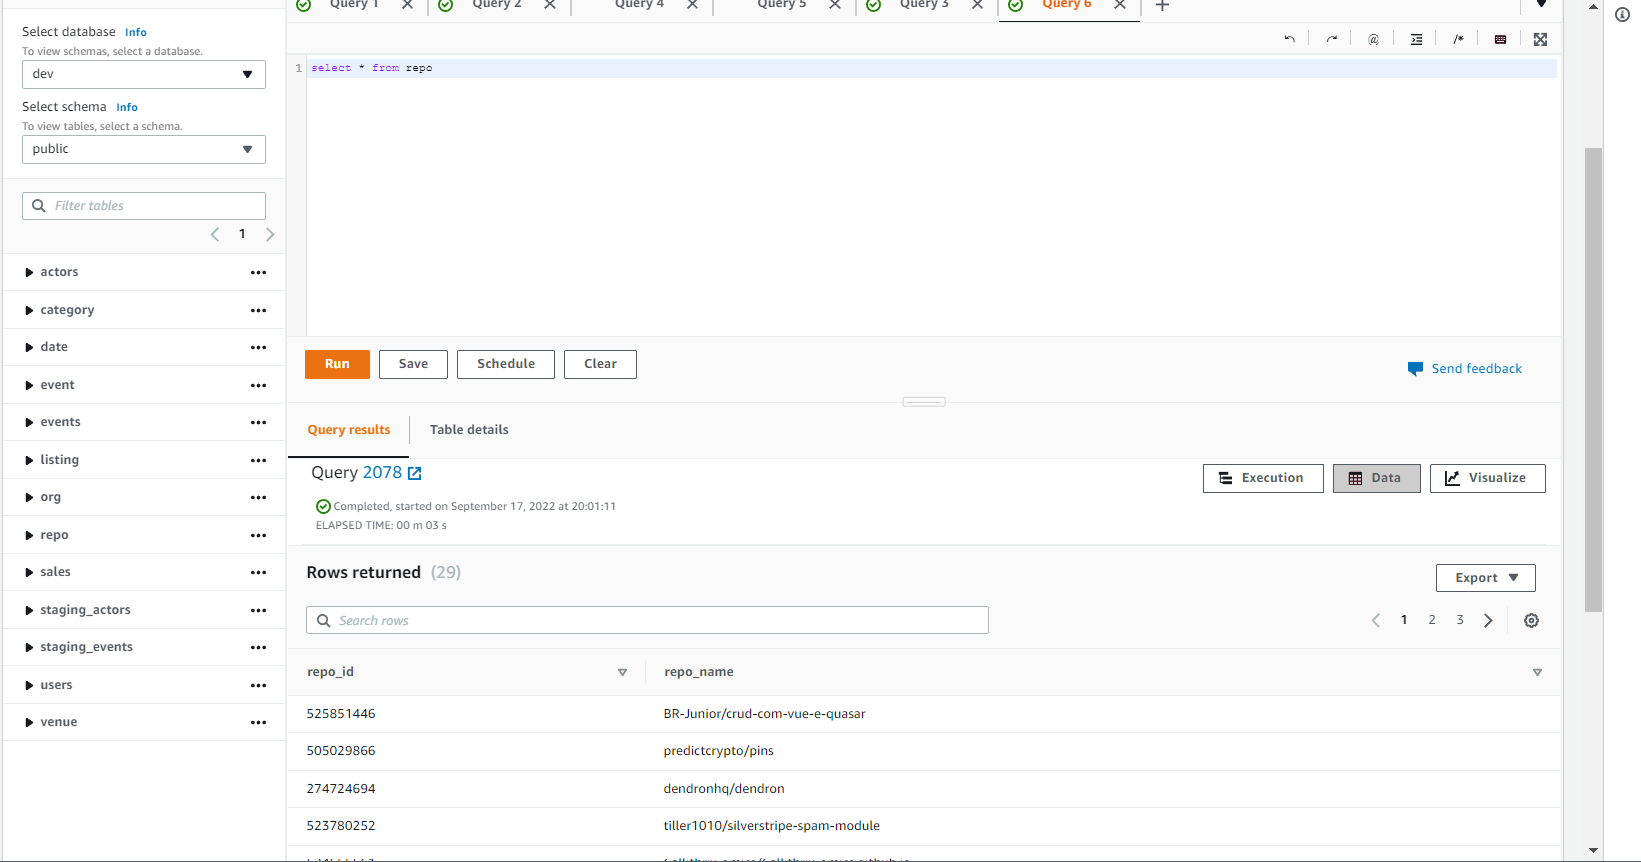 Query 1
Query 2
Query 4
Query 5
Query 3
Query 6
Select database Info
To view schemas, select a database.
dev
Select schema Info
To view tables, select a schema.
public
Filter tables
1
actors
category
date
event
events
listing
org
repo
sales
staging_actors
staging_events
users
venue
@
/*
1 select * from repo
Run
Save
Schedule
Clear
Send feedback
Query results
Table details
Query 2078
Execution
Data
Visualize
Completed, started on September 17, 2022 at 20:01:11
ELAPSED TIME: 00 m 03 s
Rows returned (29)
Export
Search rows
1 2 3
repo_id repo_name
525851446 BR-Junior/crud-com-vue-e-quasar
505029866 predictcrypto/pins
274724694 dendronhq/dendron
523780252 tiller1010/silverstripe-spam-module